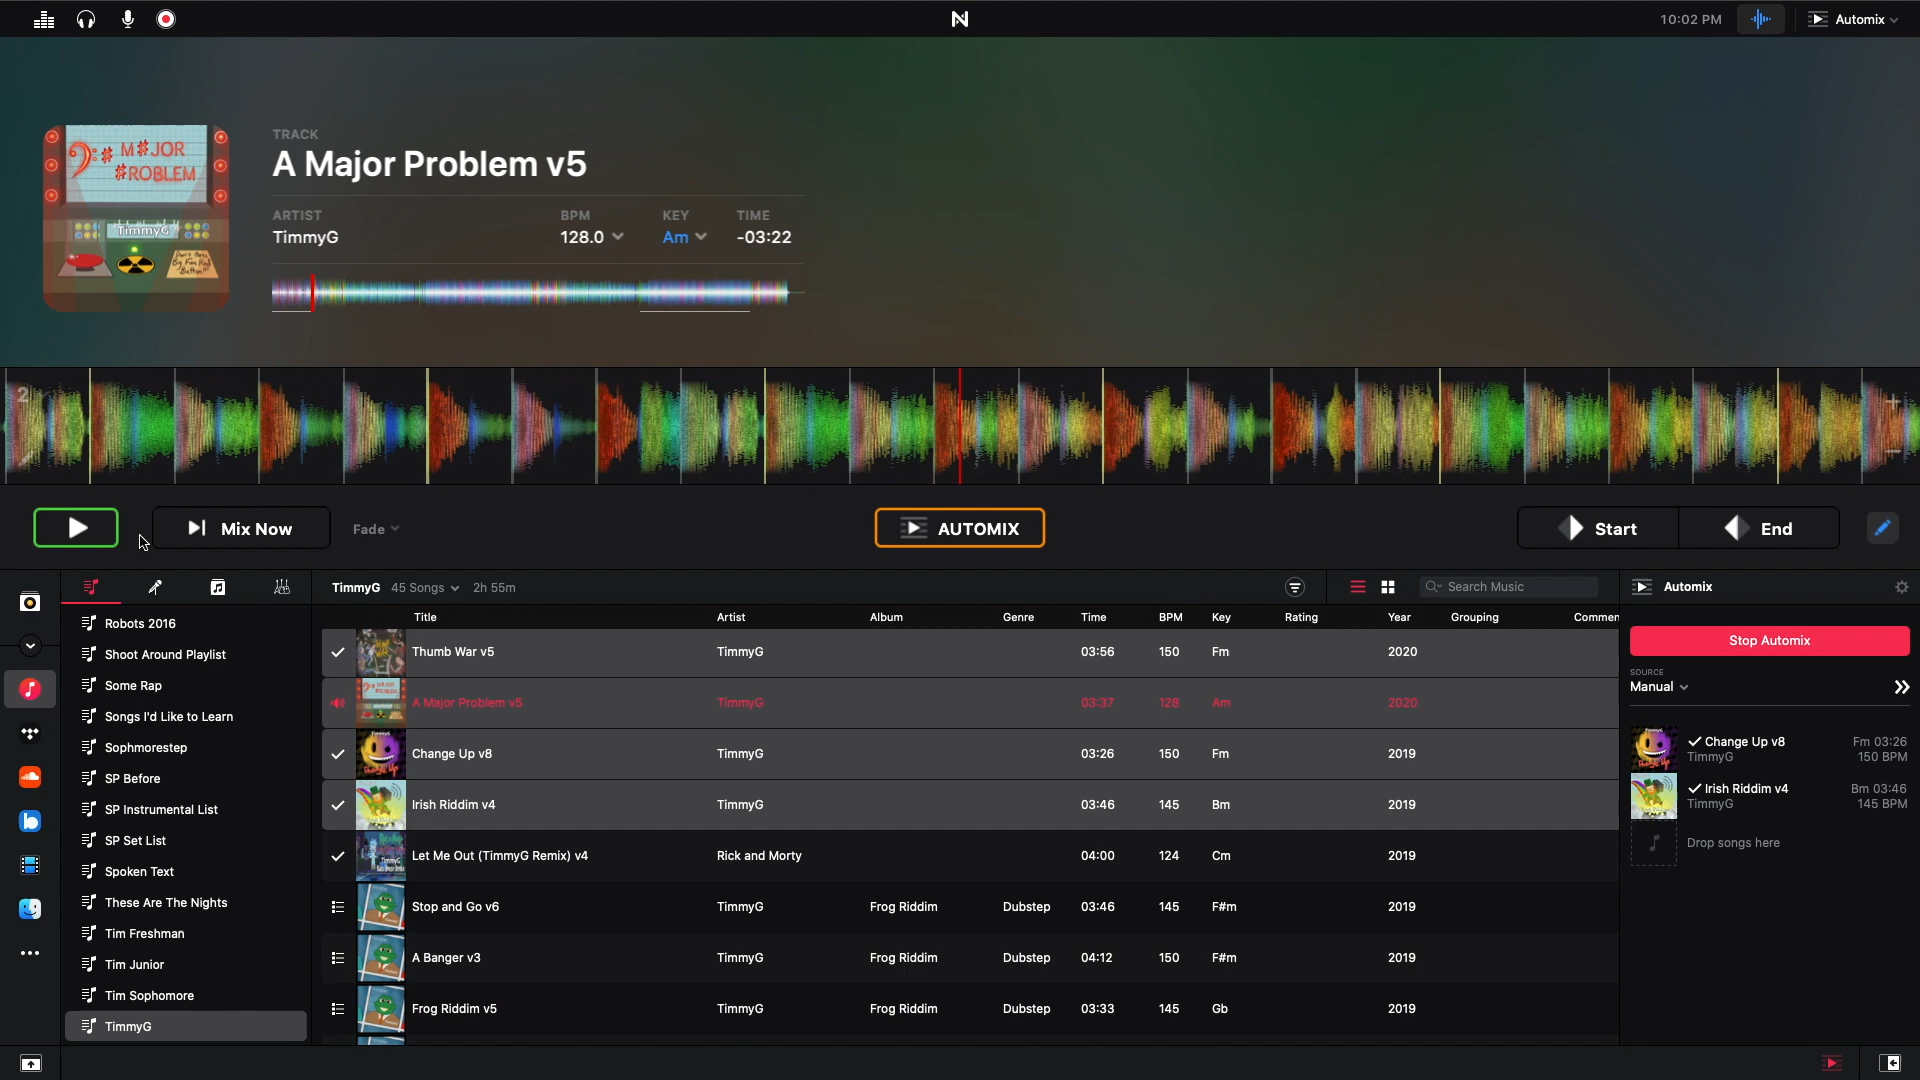 10:02 PM
Automix
M#JOR
#ROBLEM
TimmyG
TRACK
A Major Problem v5
ARTIST BPM KEY TIME
TimmyG 128.0 Am -03:22
2
Mix Now
Fade
AUTOMIX
Start
End
TimmyG 45 Songs 2h 55m
Search Music
Automix
Robots 2016
Shoot Around Playlist
Some Rap
Songs I'd Like to Learn
Sophmorestep
SP Before
SP Instrumental List
SP Set List
Spoken Text
These Are The Nights
Tim Freshman
Tim Junior
Tim Sophomore
TimmyG
Title Artist Album Genre Time BPM Key Rating Year Grouping Commen
Thumb War v5 TimmyG 03:56 150 Fm 2020
A Major Problem v5 TimmyG 03:37 128 Am 2020
Change Up v8 TimmyG 03:26 150 Fm 2019
Irish Riddim v4 TimmyG 03:46 145 Bm 2019
Let Me Out (TimmyG Remix) v4 Rick and Morty 04:00 124 Cm 2019
Stop and Go v6 TimmyG Frog Riddim Dubstep 03:46 145 F#m 2019
A Banger v3 TimmyG Frog Riddim Dubstep 04:12 150 F#m 2019
Frog Riddim v5 TimmyG Frog Riddim Dubstep 03:33 145 Gb 2019
Stop Automix
SOURCE
Manual
Change Up v8 Fm 03:26
TimmyG 150 BPM
Irish Riddim v4 Bm 03:46
TimmyG 145 BPM
Drop songs here